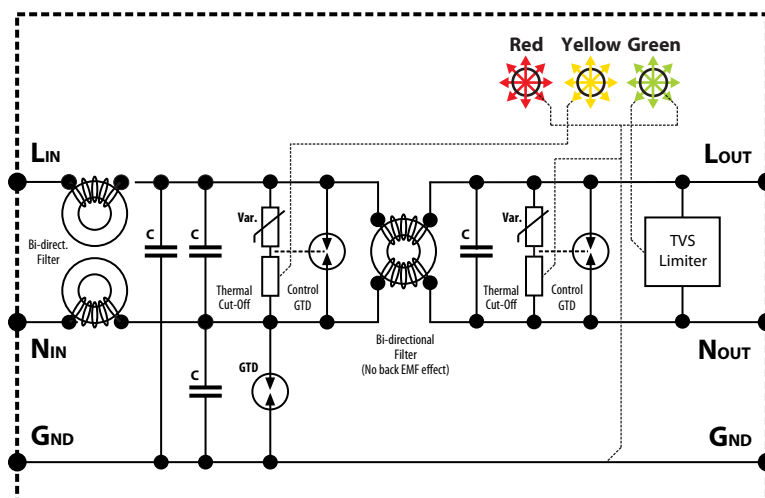 Red Yellow Green
LIN
LOUT
Bi-direct.
Filter
C
C
Var.
C
Var.
TVS
Limiter
Thermal
Cut-Off
Control
GTD
Thermal
Cut-Off
Control
GTD
NIN
NOUT
Bi-directional
Filter
(No back EMF effect)
C
GTD
GND
GND